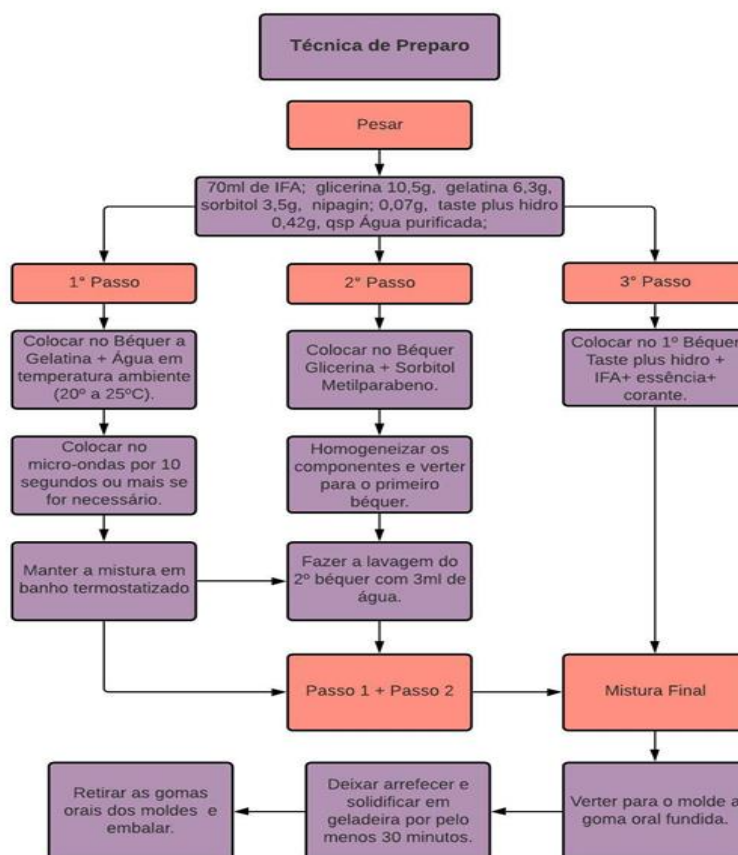 Técnica de Preparo
Pesar
70ml de IFA; glicerina 10,5g, gelatina 6,3g,
sorbitol 3,5g, nipagin; 0,07g, taste plus hidro
0,42g, qsp Água purificada;
1° Passo
2° Passo
3° Passo
Colocar no Béquer a
Gelatina + Água em
temperatura ambiente
(20º a 25ºC).
Colocar no Béquer
Glicerina + Sorbitol
Metilparabeno.
Colocar no 1º Béquer
Taste plus hidro +
IFA+ essência+
corante.
Colocar no
micro-ondas por 10
segundos ou mais se
for necessário.
Homogeneizar os
componentes e verter
para o primeiro
béquer.
Manter a mistura em
banho termostatizado
Fazer a lavagem do
2º béquer com 3ml de
água.
Passo 1 + Passo 2
Mistura Final
Verter para o molde a
goma oral fundida.
Deixar arrefecer e
solidificar em
geladeira por pelo
menos 30 minutos.
Retirar as gomas
orais dos moldes e
embalar.